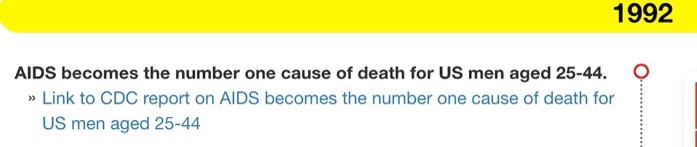 1992
AIDS becomes the number one cause of death for US men aged 25-44.
» Link to CDC report on AIDS becomes the number one cause of death for
US men aged 25-44